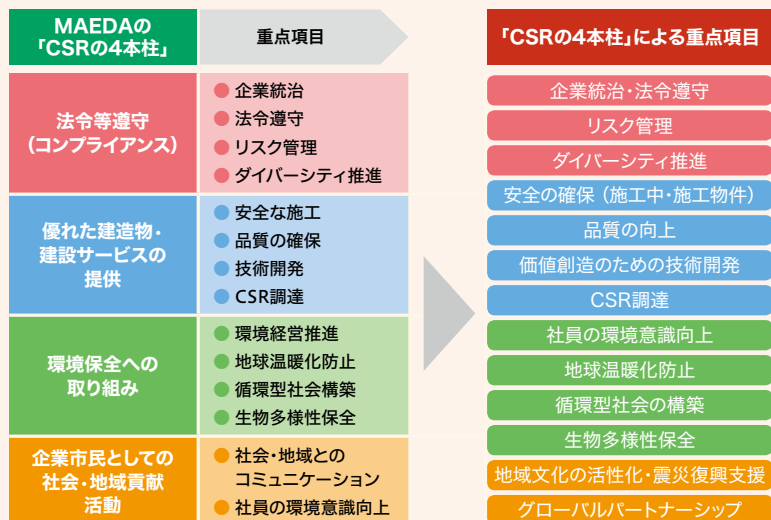 MAEDAの
「CSRの4本柱」
重点項目
法令等遵守
(コンプライアンス)
● 企業統治
● 法令遵守
● リスク管理
● ダイバーシティ推進
優れた建造物・
建設サービスの
提供
● 安全な施工
● 品質の確保
● 技術開発
● CSR調達
環境保全への
取り組み
● 環境経営推進
● 地球温暖化防止
● 循環型社会構築
● 生物多様性保全
企業市民としての
社会・地域貢献
活動
● 社会・地域との
コミュニケーション
● 社員の環境意識向上
「CSRの4本柱」による重点項目
企業統治・法令遵守
リスク管理
ダイバーシティ推進
安全の確保(施工中・施工物件)
品質の向上
価値創造のための技術開発
CSR調達
社員の環境意識向上
地球温暖化防止
循環型社会の構築
生物多様性保全
地域文化の活性化・震災復興支援
グローバルパートナーシップ